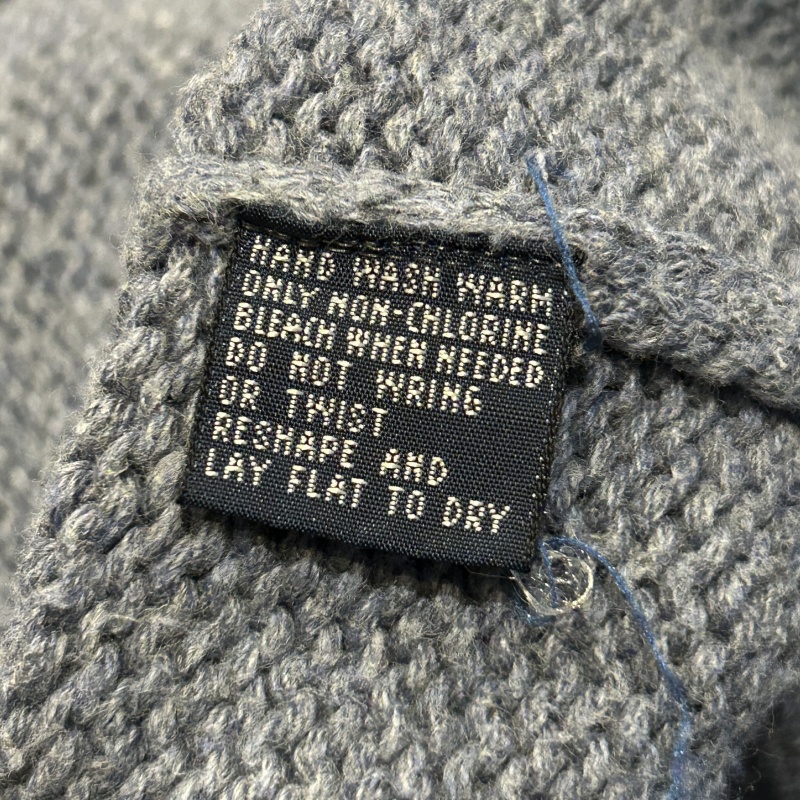 HAND WASH WARM
ONLY NON-CHLORINE
BLEACH WHEN NEEDED
DO NOT WRING
OR TWIST
RESHAPE AND
LAY FLAT TO DRY